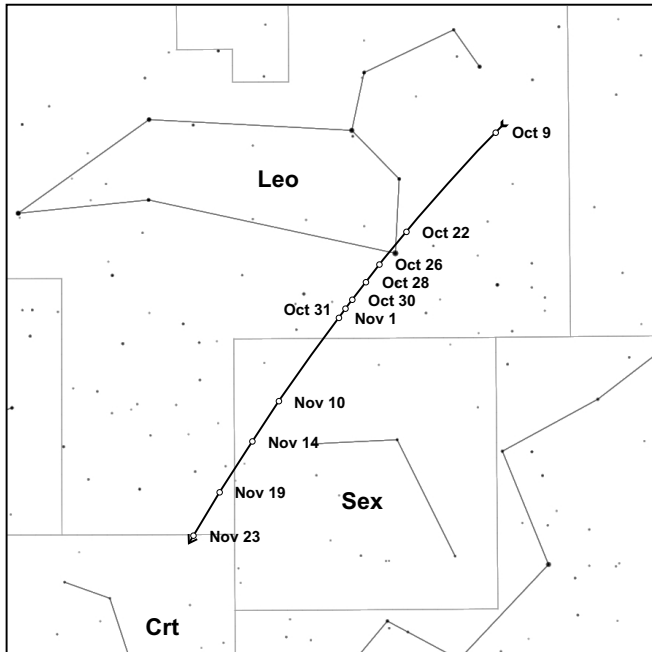 Oct 9
Leo
Oct 22
Oct 26
Oct 28
Oct 30
Oct 31
Nov 1
Nov 10
Nov 14
Nov 19
Sex
Nov 23
Crt